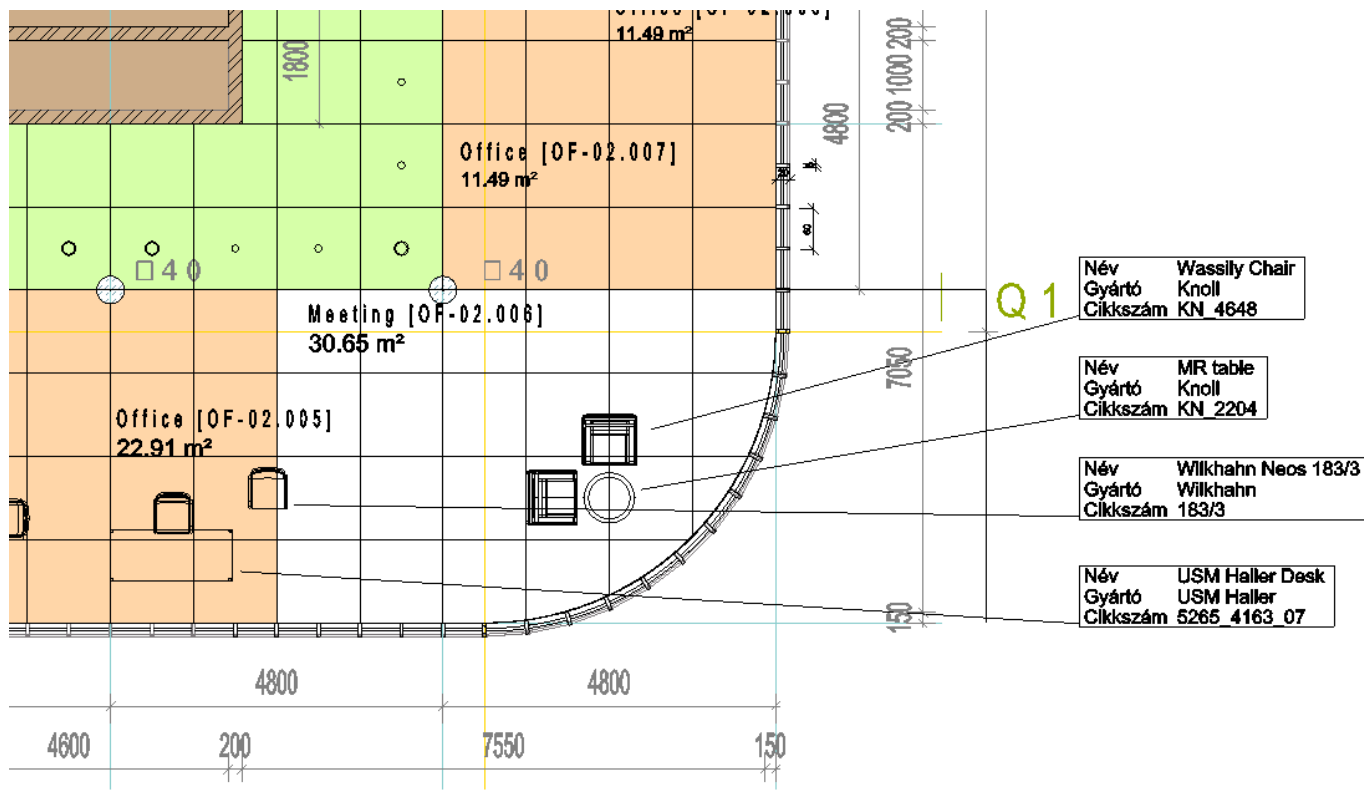 11.49 m²
200
1000
200
1800
4800
Office [OF-02.007]
11.49 m²
20
60
□40
□40
Meeting [OF-02.006]
30.65 m²
Q 1
7050
Office [OF-02.005]
22.91 m²
Név Wassily Chair
Gyártó Knoll
Cikkszám KN_4648
Név MR table
Gyártó Knoll
Cikkszám KN_2204
Név Wilkhahn Neos 183/3
Gyártó Wilkhahn
Cikkszám 183/3
Név USM Haller Desk
Gyártó USM Haller
Cikkszám 5265_4163_07
150
4800
4800
4600
200
7550
150